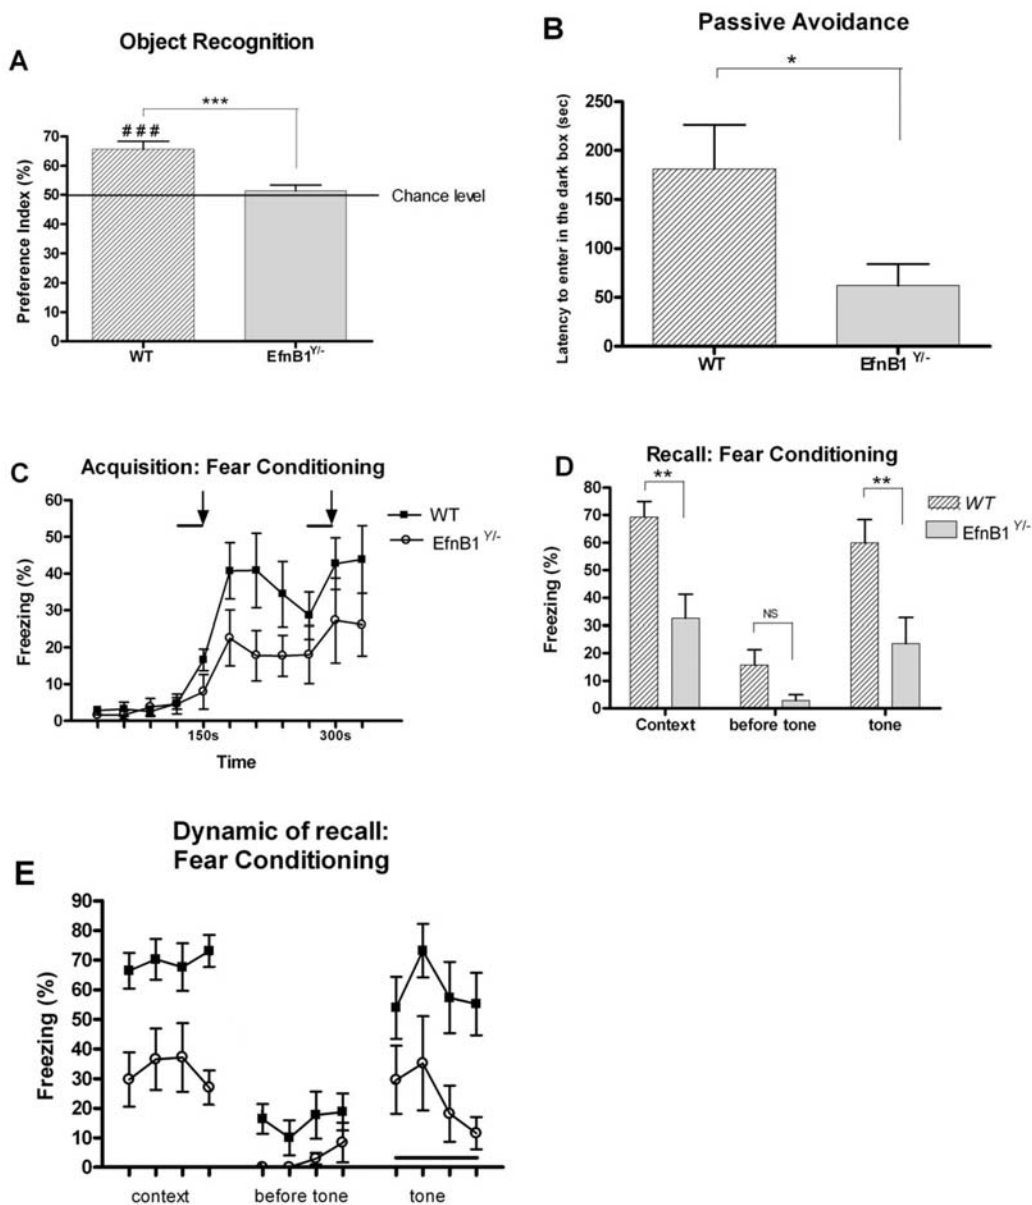 A
Object Recognition
***
###
70
60
50
40
30
20
10
0
Preference Index (%)
Chance level
WT
EfnB1Y/-
B
Passive Avoidance
*
250
200
150
100
50
0
Latency to enter in the dark box (sec)
WT
EfnB1 Y/-
C
Acquisition: Fear Conditioning
60
50
40
30
20
10
0
Freezing (%)
WT
EfnB1 Y/-
150s
300s
Time
D
Recall: Fear Conditioning
80
70
60
50
40
30
20
10
0
Freezing (%)
**
NS
**
WT
EfnB1 Y/-
Context
before tone
tone
E
Dynamic of recall:
Fear Conditioning
90
80
70
60
50
40
30
20
10
0
Freezing (%)
context
before tone
tone